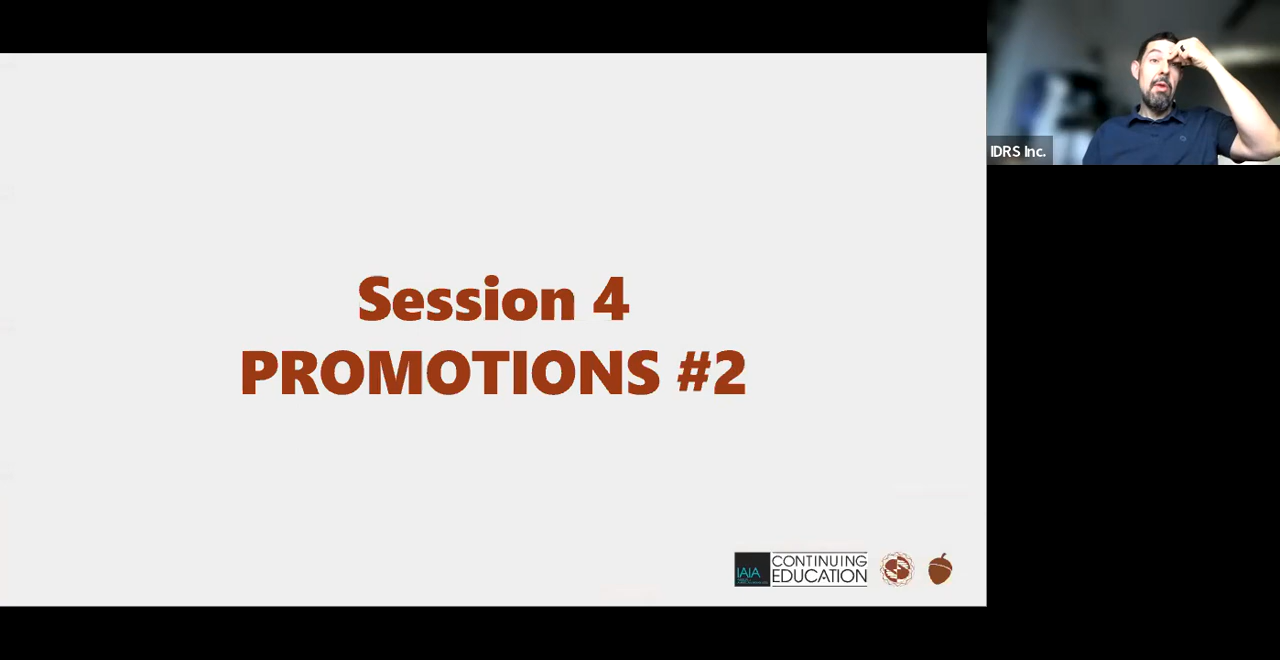 Session 4
PROMOTIONS #2
IAIA
CONTINUING
EDUCATION
IDRS Inc.